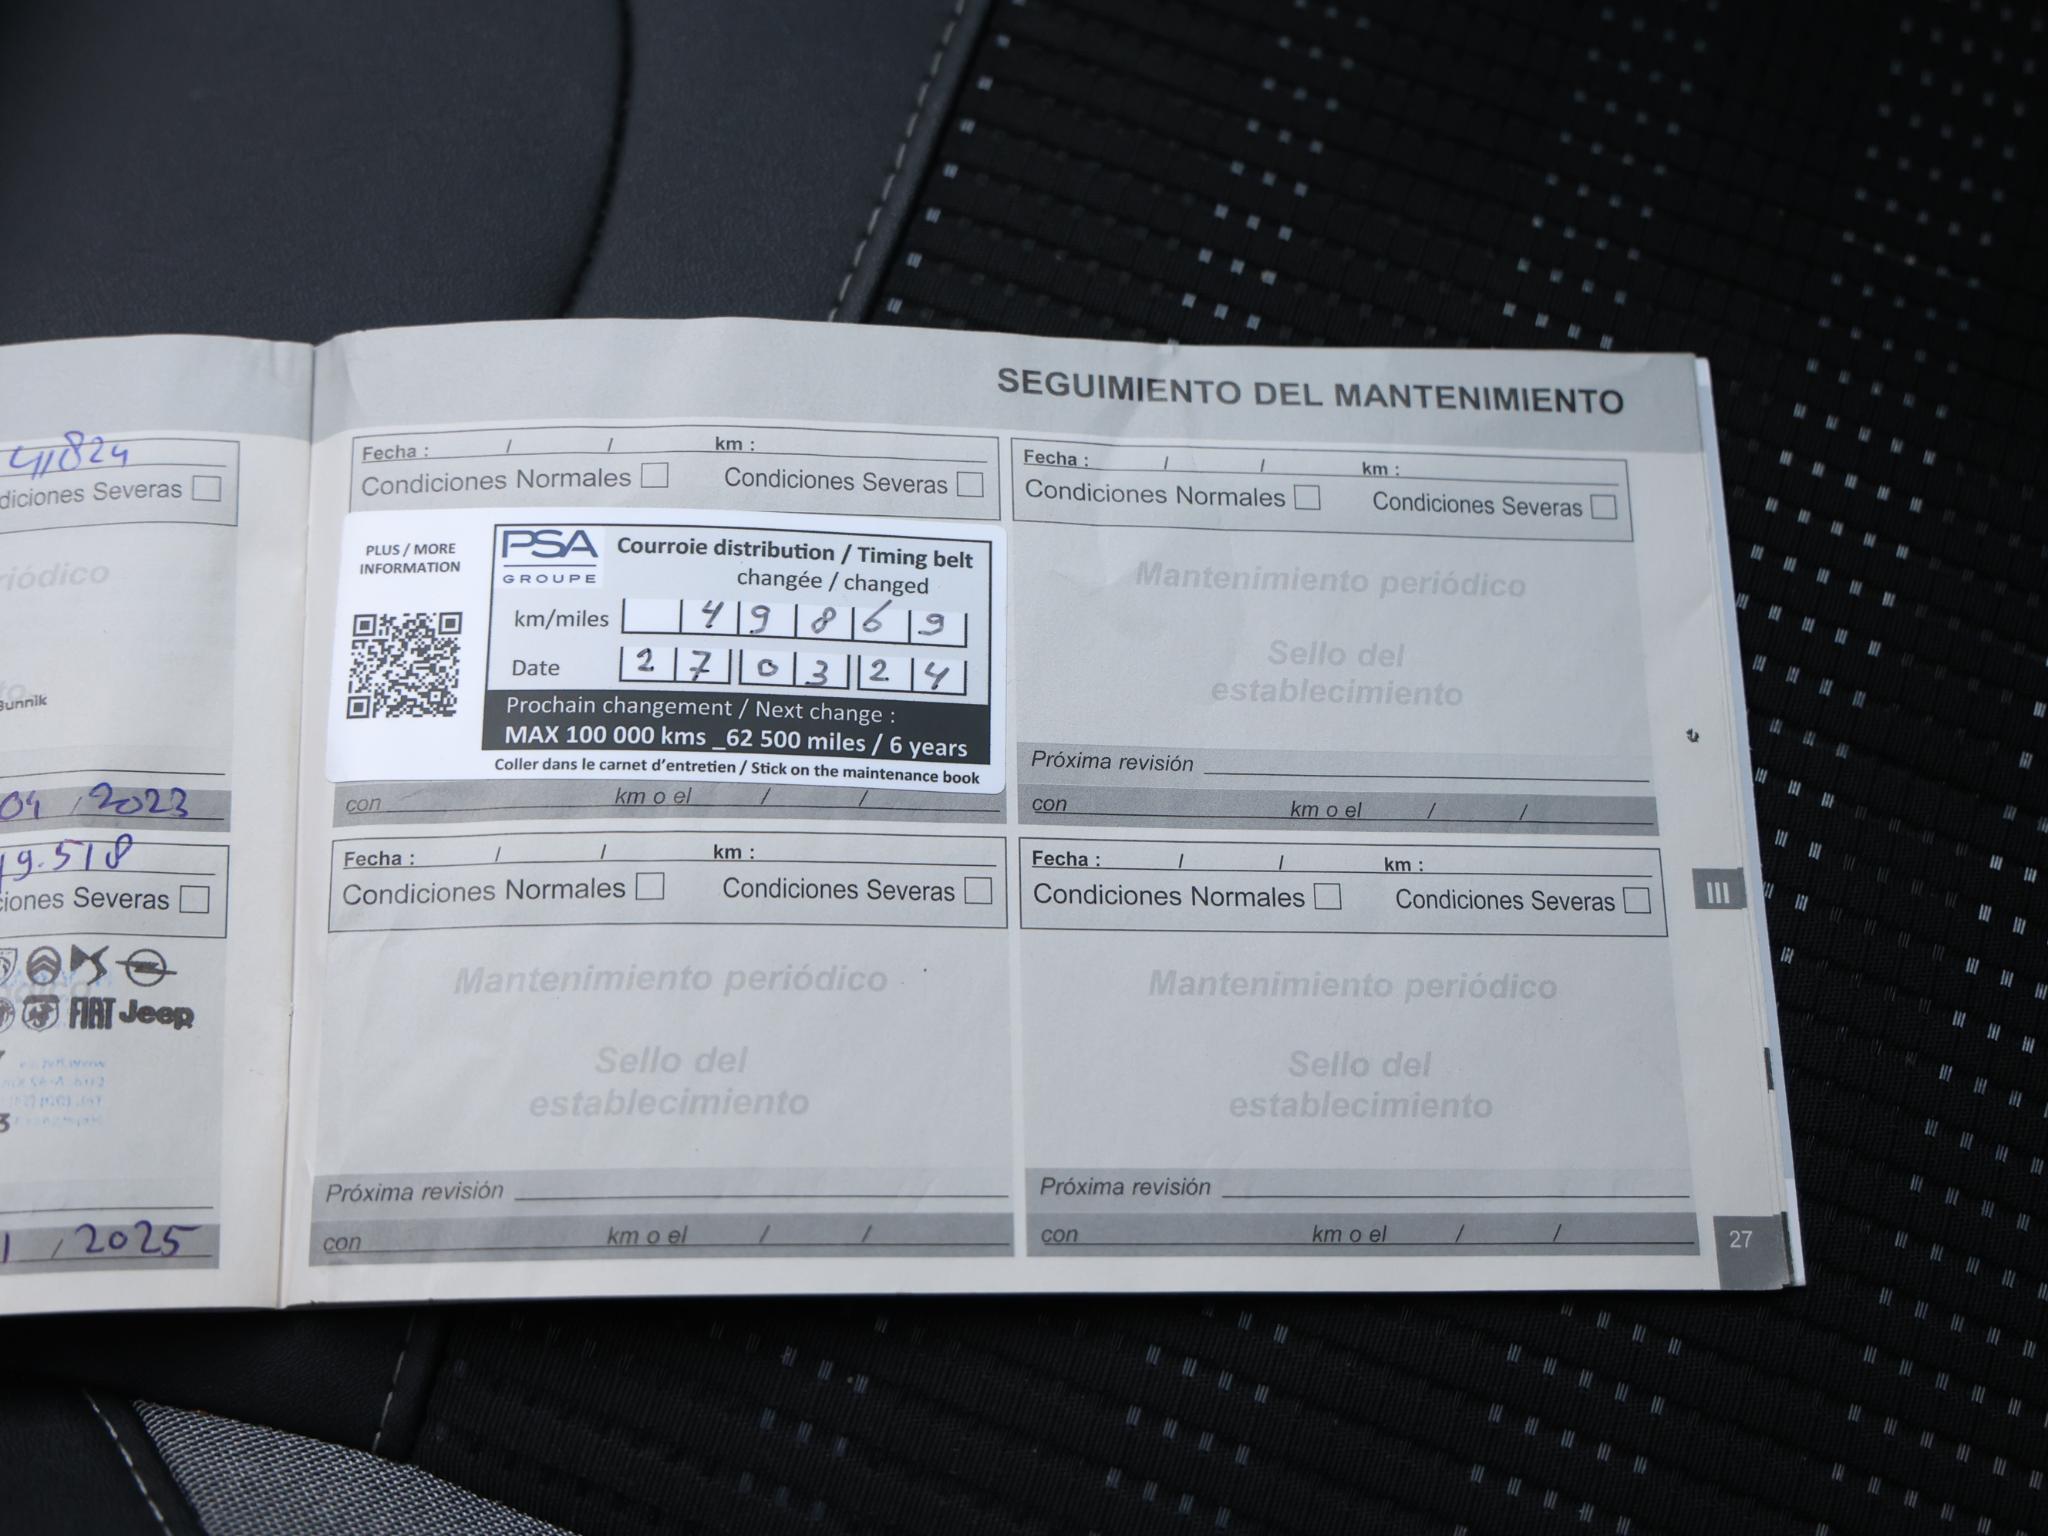 41824
diciones Severas
riódico
Bunnik
04 / 2023
19.518
ciones Severas
FIAT Jeep
/ 2025
SEGUIMIENTO DEL MANTENIMIENTO
Fecha : / / km :
Condiciones Normales Condiciones Severas
PLUS / MORE
INFORMATION
PSA
GROUPE
Courroie distribution / Timing belt
changée / changed
km/miles 4 9 8 6 9
Date 2 7 0 3 2 4
Prochain changement / Next change :
MAX 100 000 kms _62 500 miles / 6 years
Coller dans le carnet d'entretien / Stick on the maintenance book
con km o el / /
Fecha : / / km :
Condiciones Normales Condiciones Severas
Mantenimiento periódico
Sello del
establecimiento
Próxima revisión
con km o el / /
Fecha : / / km :
Condiciones Normales Condiciones Severas
Mantenimiento periódico
Sello del
establecimiento
Próxima revisión
con km o el / /
Fecha : / / km :
Condiciones Normales Condiciones Severas
Mantenimiento periódico
Sello del
establecimiento
Próxima revisión
con km o el / /
III
27